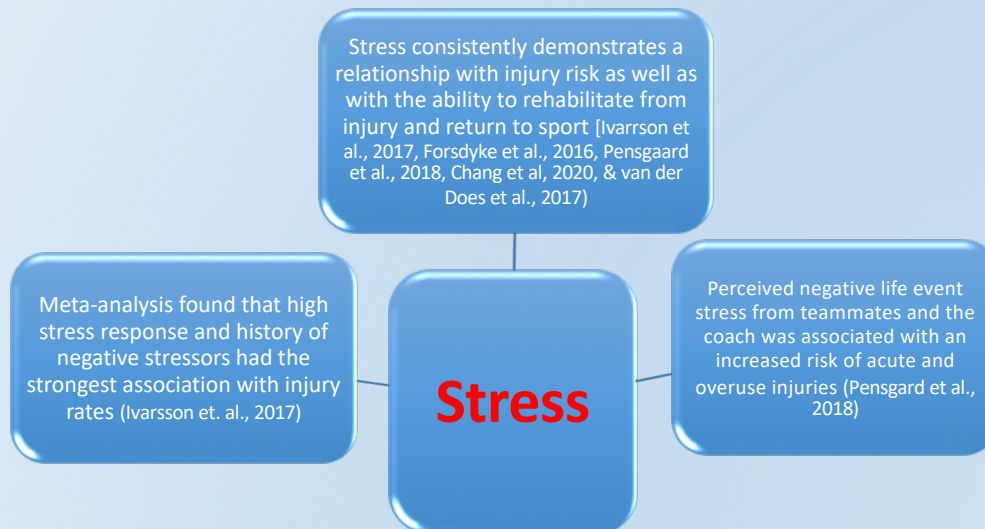 Stress consistently demonstrates a
relationship with injury risk as well as
with the ability to rehabilitate from
injury and return to sport [Ivarrson et
al., 2017, Forsdyke et al., 2016, Pensgaard
et al., 2018, Chang et al, 2020, & van der
Does et al., 2017)
Meta-analysis found that high
stress response and history of
negative stressors had the
strongest association with injury
rates (Ivarsson et. al., 2017)
Stress
Perceived negative life event
stress from teammates and the
coach was associated with an
increased risk of acute and
overuse injuries (Pensgard et al.,
2018)